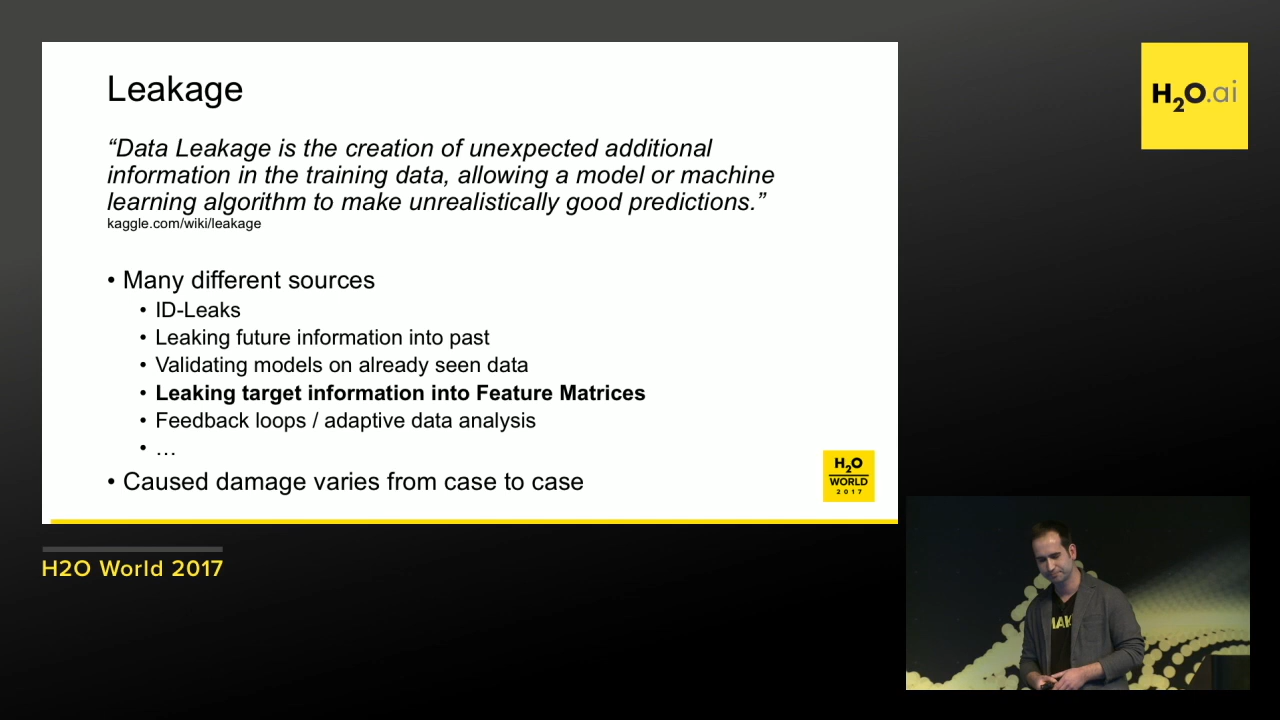 Leakage
“Data Leakage is the creation of unexpected additional
information in the training data, allowing a model or machine
learning algorithm to make unrealistically good predictions.”
kaggle.com/wiki/leakage
• Many different sources
• ID-Leaks
• Leaking future information into past
• Validating models on already seen data
• Leaking target information into Feature Matrices
• Feedback loops / adaptive data analysis
• …
• Caused damage varies from case to case
H2O
WORLD
2017
H2O.ai
H2O World 2017
MAK